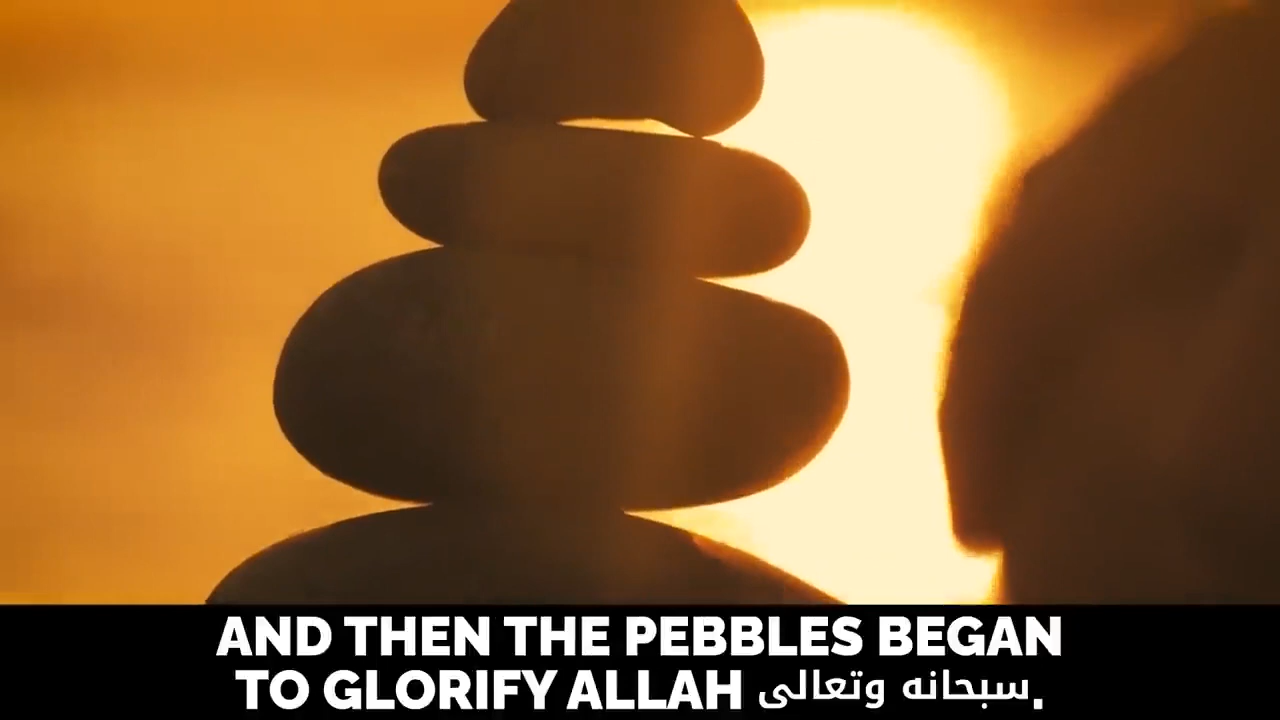 AND THEN THE PEBBLES BEGAN
TO GLORIFY ALLAH سبحانه وتعالى.